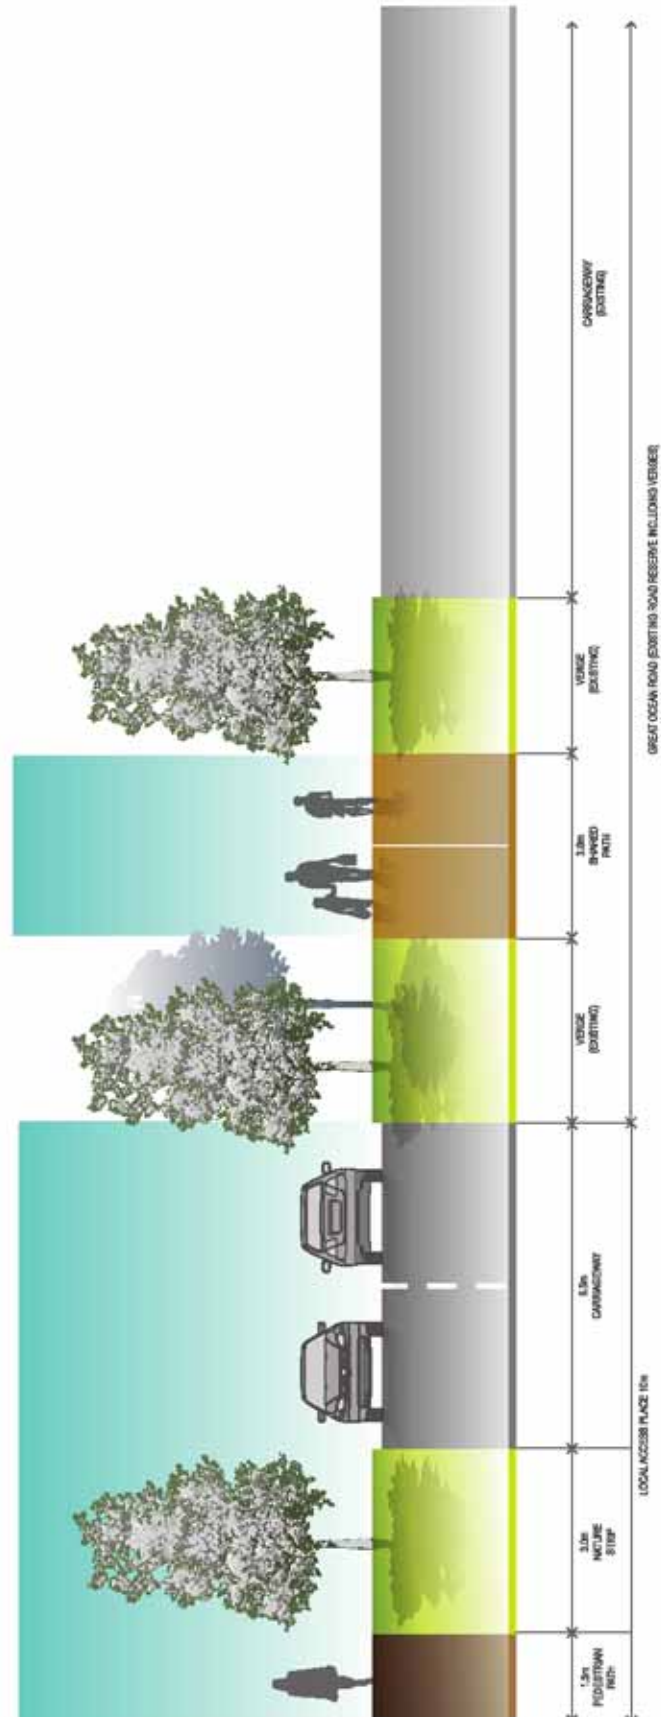 1.5m
PEDESTRIAN
PATH
3.0m
NATURE
STRIP
5.5m
CARRIAGEWAY
VERGE
(EXISTING)
3.0m
SHARED
PATH
VERGE
(EXISTING)
CARRIAGEWAY
(EXISTING)
LOCAL ACCESS PLACE 10m
GREAT OCEAN ROAD (EXISTING ROAD RESERVE INCLUDING VERGES)